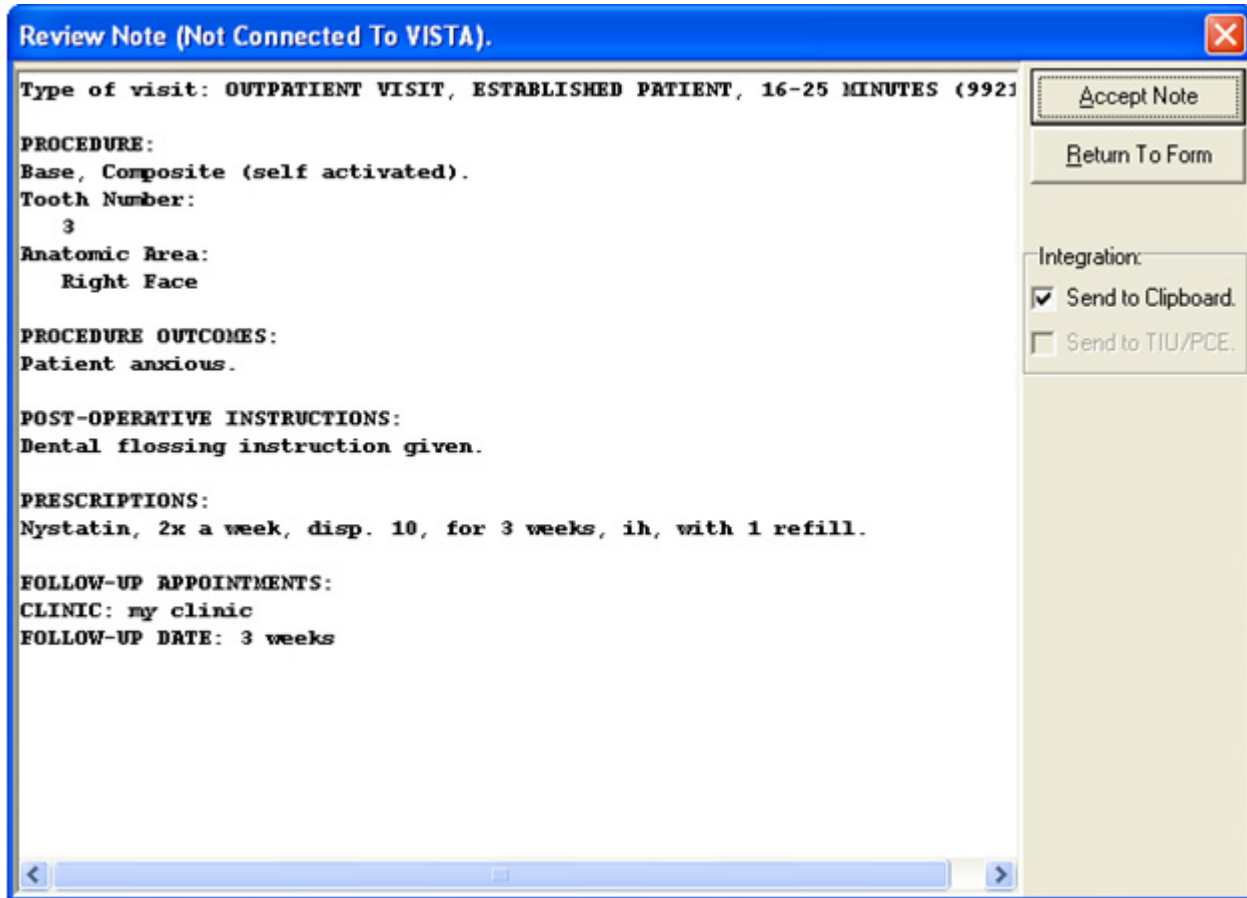 Review Note (Not Connected To VISTA).
Type of visit: OUTPATIENT VISIT, ESTABLISHED PATIENT, 16-25 MINUTES (9921
PROCEDURE:
Base, Composite (self activated).
Tooth Number:
3
Anatomic Area:
Right Face
PROCEDURE OUTCOMES:
Patient anxious.
POST-OPERATIVE INSTRUCTIONS:
Dental flossing instruction given.
PRESCRIPTIONS:
Nystatin, 2x a week, disp. 10, for 3 weeks, ih, with 1 refill.
FOLLOW-UP APPOINTMENTS:
CLINIC: my clinic
FOLLOW-UP DATE: 3 weeks
Accept Note
Return To Form
Integration:
Send to Clipboard.
Send to TIU/PCE.